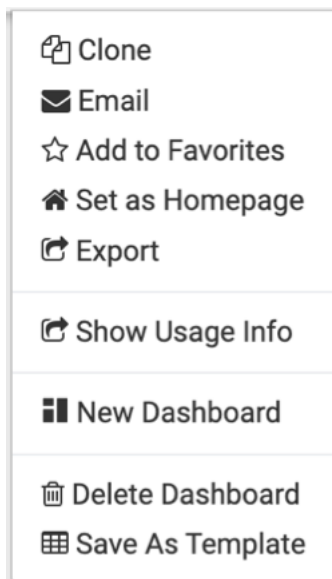 Clone
Email
Add to Favorites
Set as Homepage
Export
Show Usage Info
New Dashboard
Delete Dashboard
Save As Template